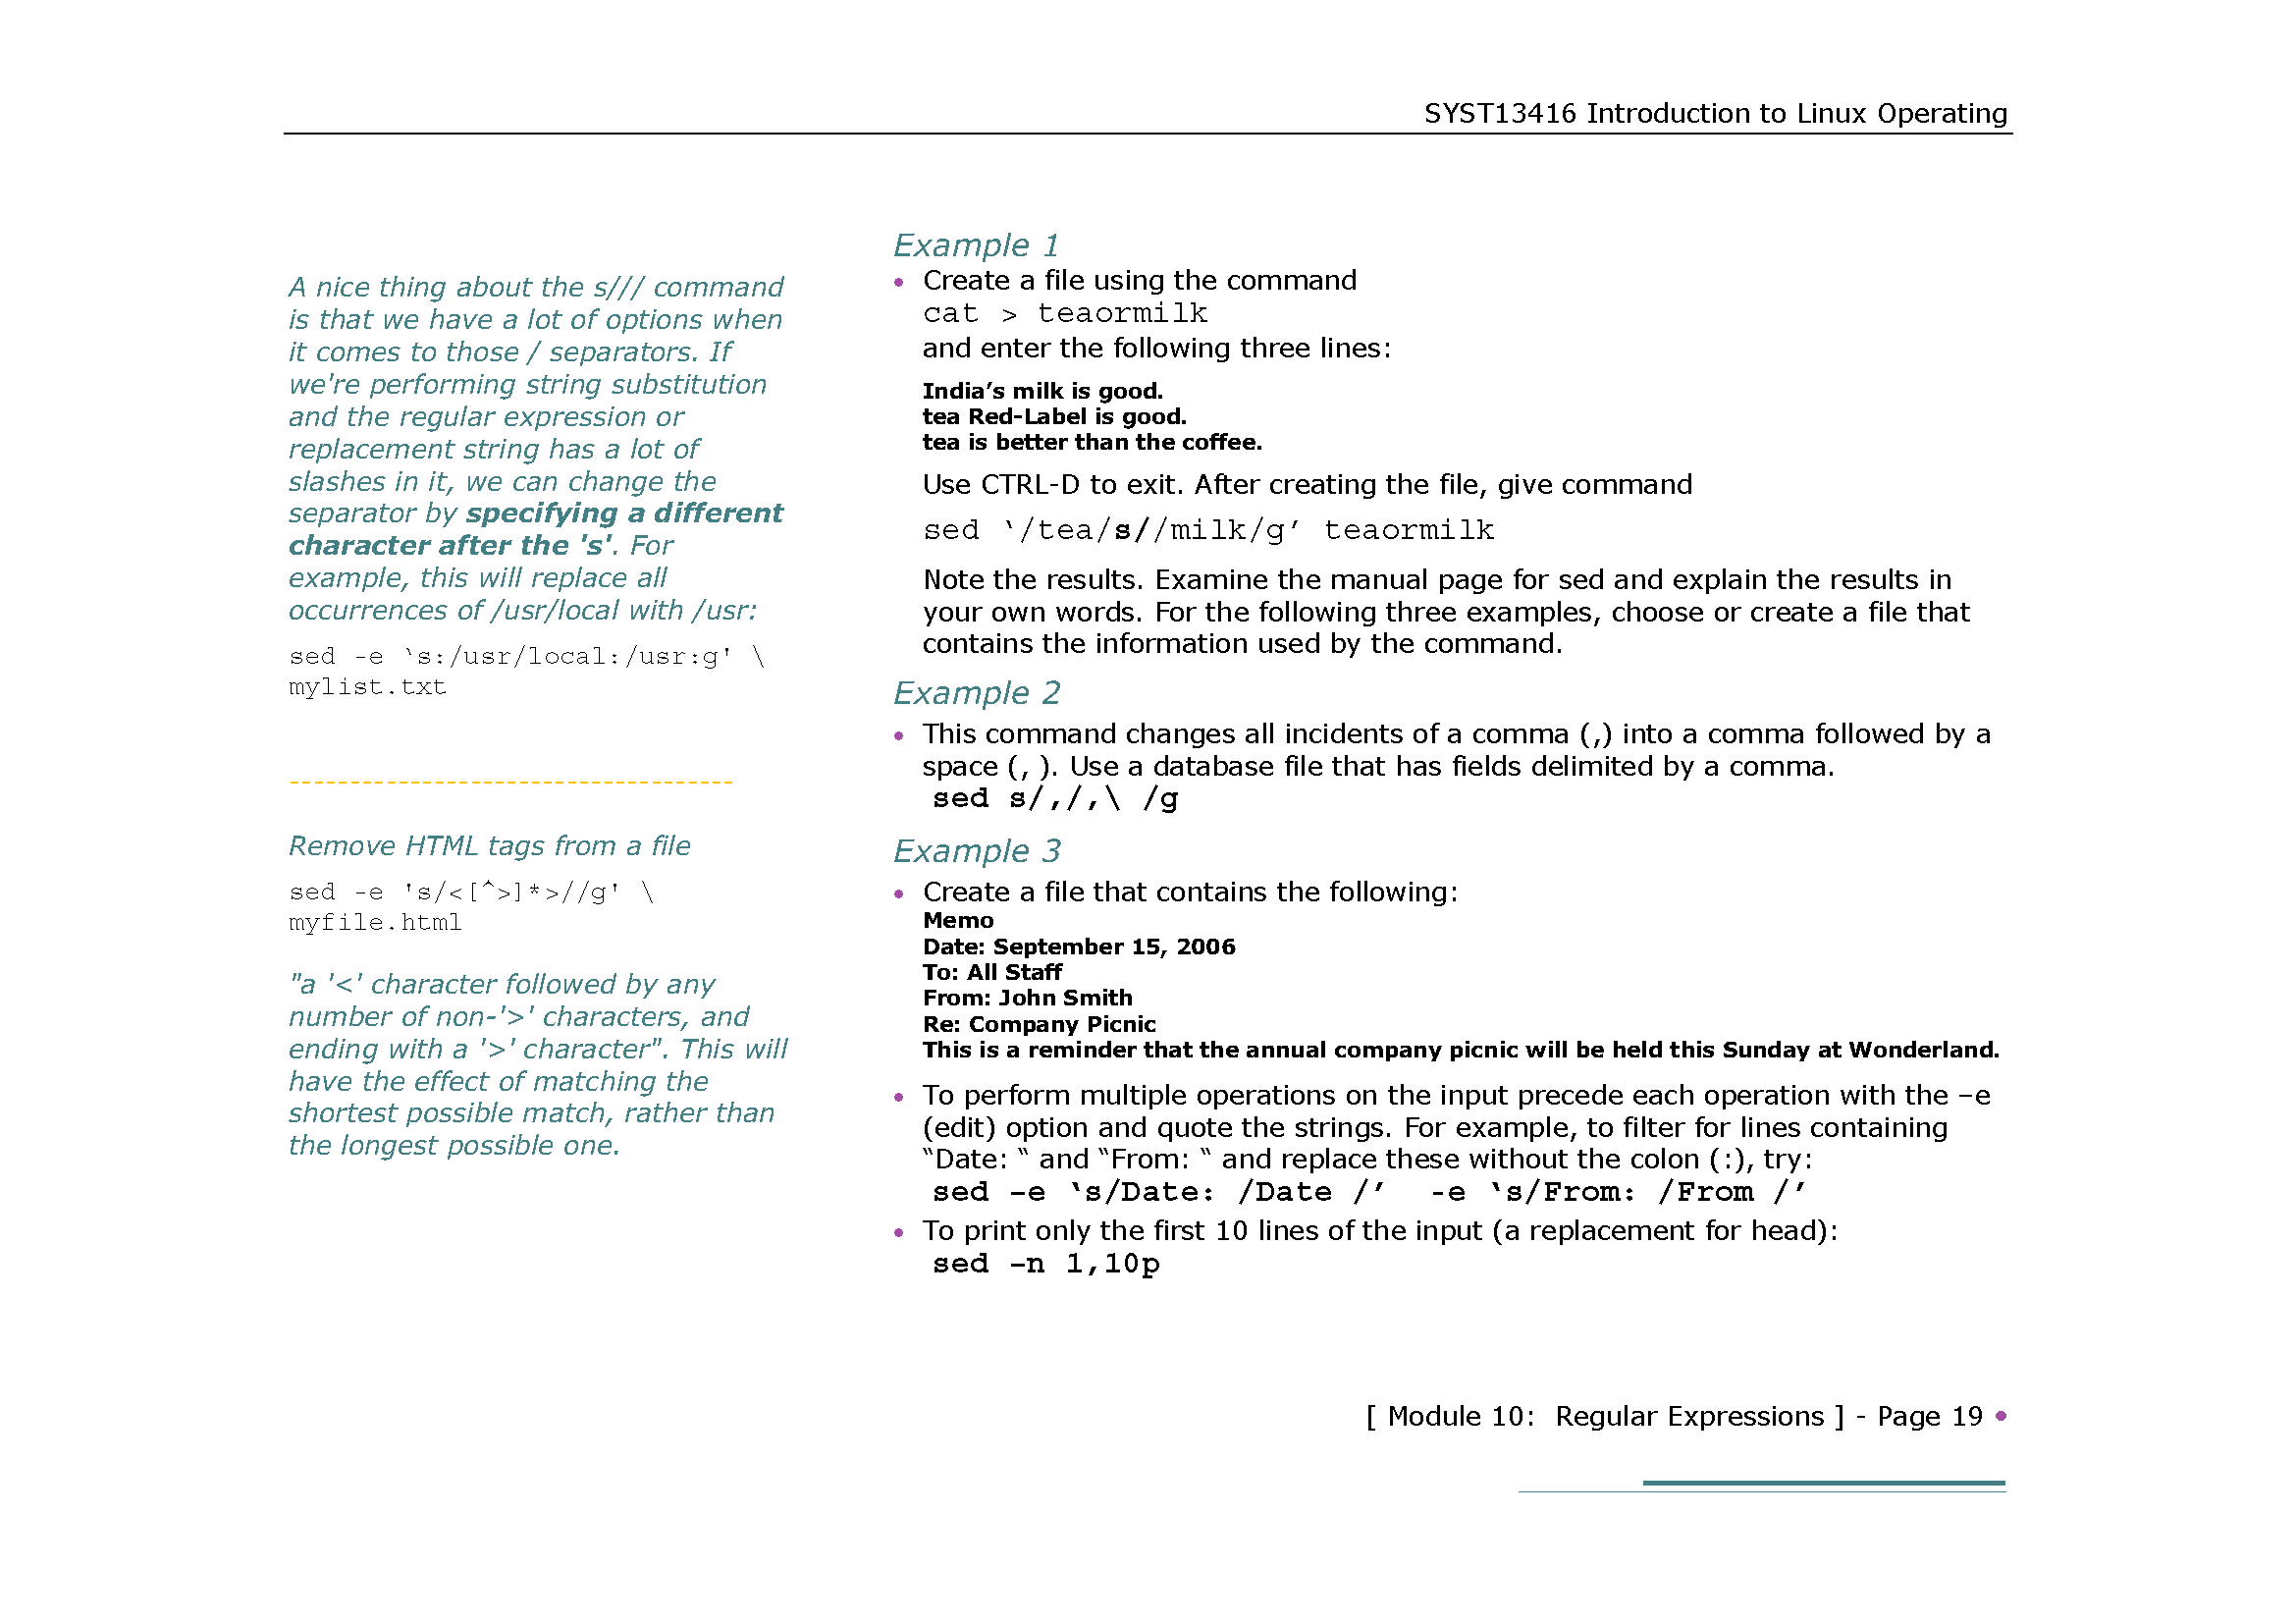 SYST13416 Introduction to Linux Operating
A nice thing about the s/// command
is that we have a lot of options when
it comes to those / separators. If
we're performing string substitution
and the regular expression or
replacement string has a lot of
slashes in it, we can change the
separator by specifying a different
character after the 's'. For
example, this will replace all
occurrences of /usr/local with /usr:
sed -e ‘s:/usr/local:/usr:g' \
mylist.txt
-------------------------------------
Remove HTML tags from a file
sed -e 's/<[^>]*>//g' \
myfile.html
"a '<' character followed by any
number of non-'>' characters, and
ending with a '>' character". This will
have the effect of matching the
shortest possible match, rather than
the longest possible one.
Example 1
• Create a file using the command
cat > teaormilk
and enter the following three lines:
India’s milk is good.
tea Red-Label is good.
tea is better than the coffee.
Use CTRL-D to exit. After creating the file, give command
sed ‘/tea/s//milk/g’ teaormilk
Note the results. Examine the manual page for sed and explain the results in
your own words. For the following three examples, choose or create a file that
contains the information used by the command.
Example 2
• This command changes all incidents of a comma (,) into a comma followed by a
space (, ). Use a database file that has fields delimited by a comma.
sed s/,/,\ /g
Example 3
• Create a file that contains the following:
Memo
Date: September 15, 2006
To: All Staff
From: John Smith
Re: Company Picnic
This is a reminder that the annual company picnic will be held this Sunday at Wonderland.
• To perform multiple operations on the input precede each operation with the –e
(edit) option and quote the strings. For example, to filter for lines containing
“Date: “ and “From: “ and replace these without the colon (:), try:
sed –e ‘s/Date: /Date /’  -e ‘s/From: /From /’
• To print only the first 10 lines of the input (a replacement for head):
sed –n 1,10p
[ Module 10:  Regular Expressions ] - Page 19 •